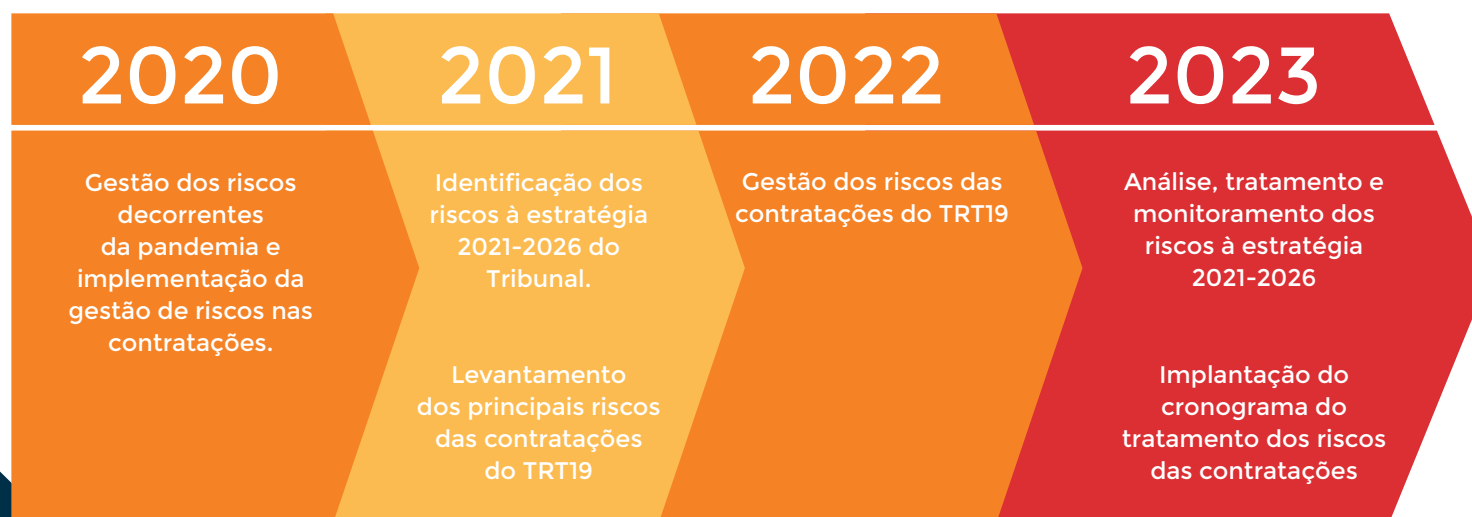 2020
Gestão dos riscos
decorrentes
da pandemia e
implementação da
gestão de riscos nas
contratações.
2021
Identificação dos
riscos à estratégia
2021-2026 do
Tribunal.
Levantamento
dos principais riscos
das contratações
do TRT19
2022
Gestão dos riscos das
contratações do TRT19
2023
Análise, tratamento e
monitoramento dos
riscos à estratégia
2021-2026
Implantação do
cronograma do
tratamento dos riscos
das contratações